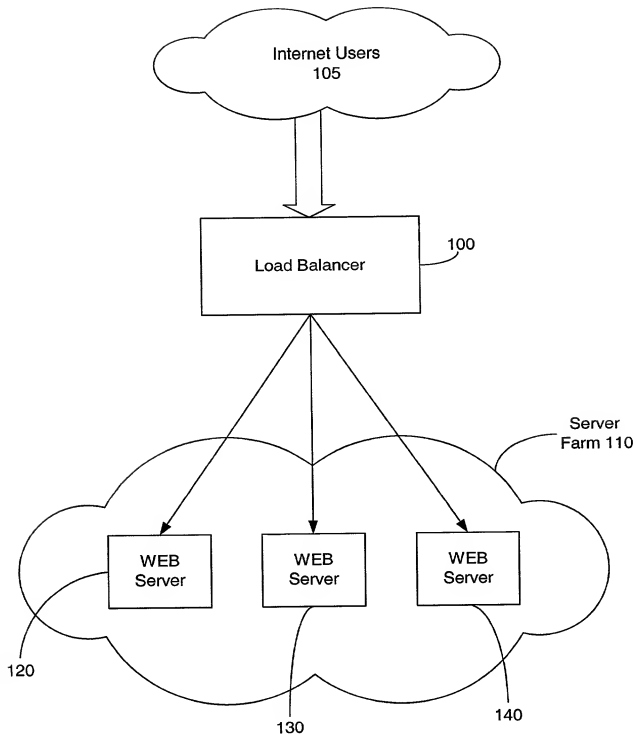 Internet Users
105
100
Load Balancer
Server
Farm 110
WEB
Server
WEB
Server
WEB
Server
120
130
140